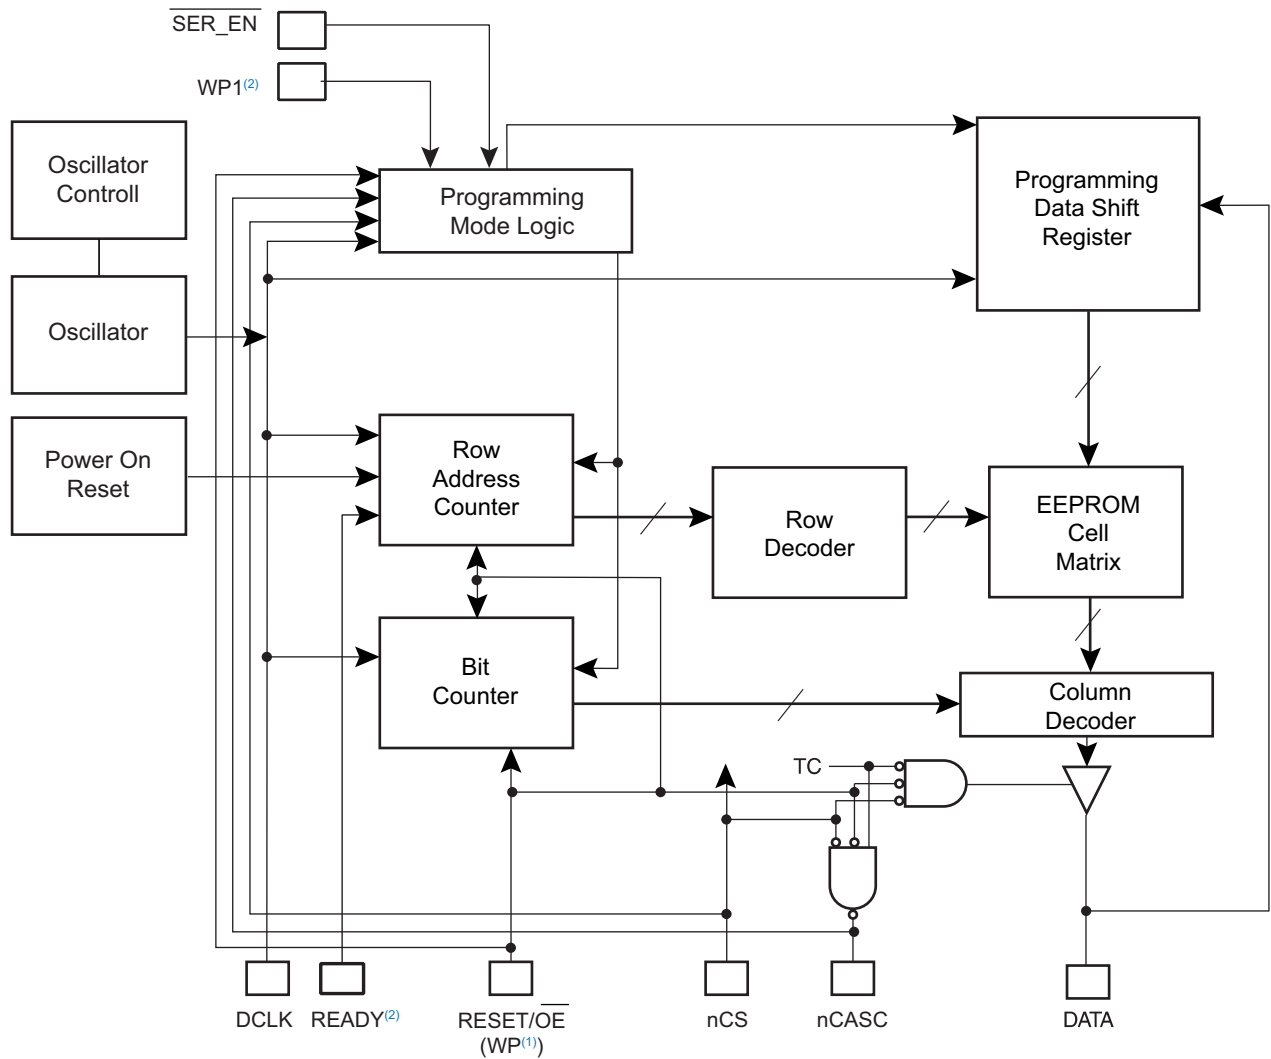 SER_EN
WP1(2)
Oscillator
Controll
Programming
Mode Logic
Programming
Data Shift
Register
Oscillator
Power On
Reset
Row
Address
Counter
Row
Decoder
EEPROM
Cell
Matrix
Bit
Counter
Column
Decoder
TC
DCLK
READY(2)
RESET/OE
(WP(1))
nCS
nCASC
DATA